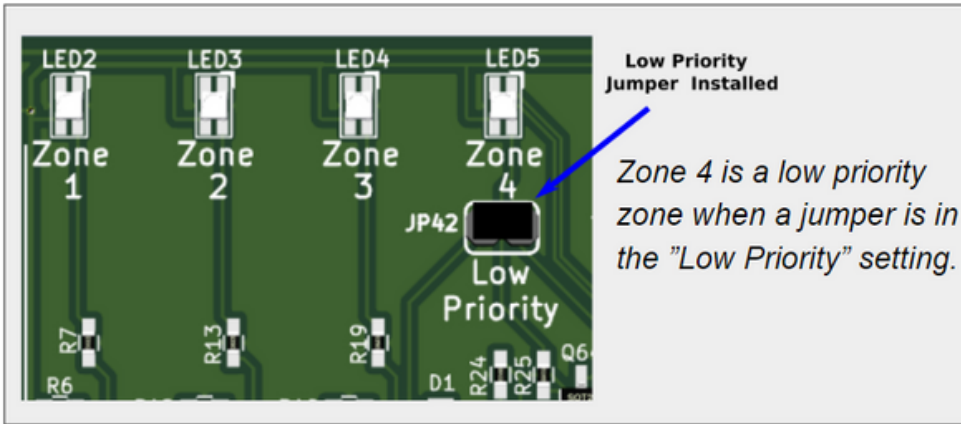 LED2 LED3 LED4 LED5
Zone 1
Zone 2
Zone 3
Zone 4
JP42
Low
Priority
R7 R13 R19 R24 R25 Q6
R6 D1
Low Priority
Jumper Installed
Zone 4 is a low priority
zone when a jumper is in
the ”Low Priority” setting.